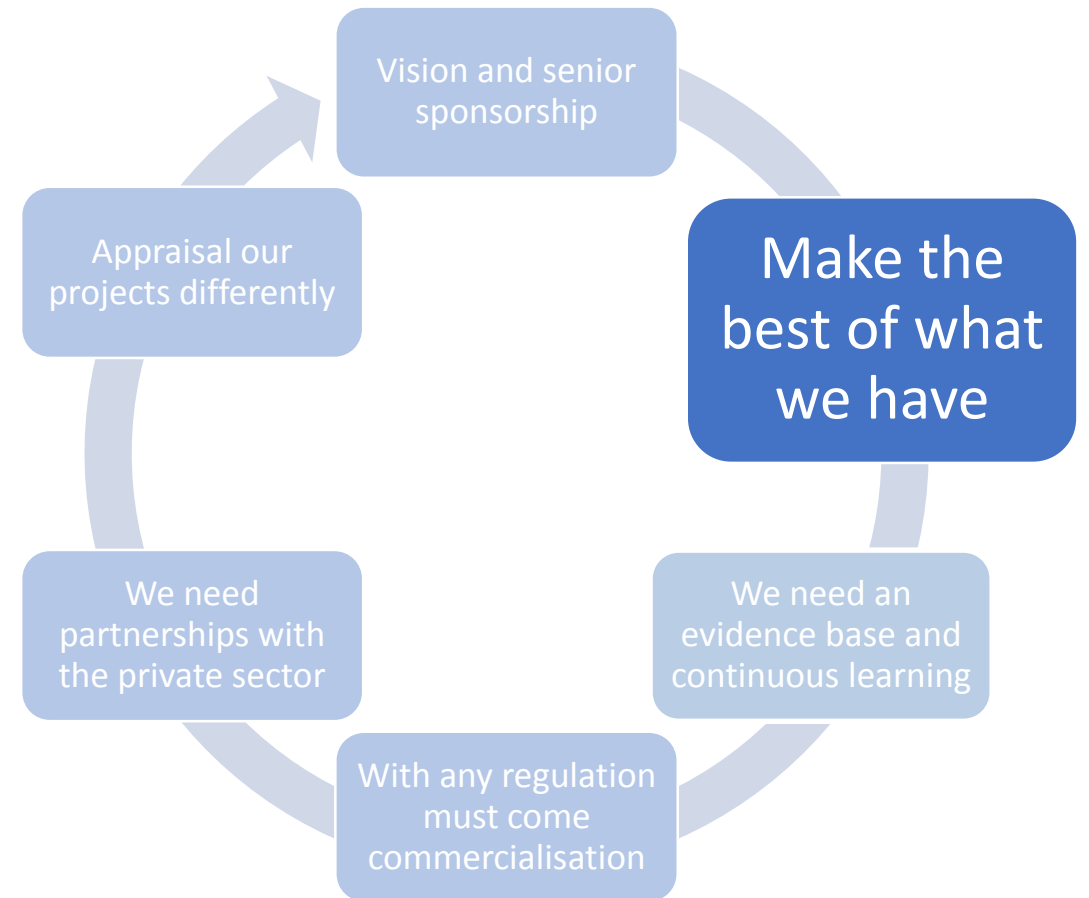 Vision and senior
sponsorship
Make the
best of what
we have
We need an
evidence base and
continuous learning
With any regulation
must come
commercialisation
We need
partnerships with
the private sector
Appraisal our
projects differently